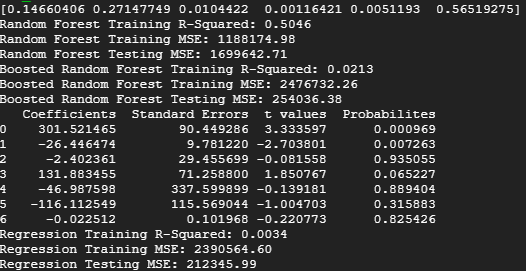 [0.14660406 0.27147749 0.0104422  0.00116421 0.0051193  0.56519275]
Random Forest Training R-Squared: 0.5046
Random Forest Training MSE: 1188174.98
Random Forest Testing MSE: 1699642.71
Boosted Random Forest Training R-Squared: 0.0213
Boosted Random Forest Training MSE: 2476732.26
Boosted Random Forest Testing MSE: 254036.38
Coefficients Standard Errors t values Probabilites
0 301.521465 90.449286 3.333597 0.000969
1 -26.446474 9.781220 -2.703801 0.007263
2 -2.402361 29.455699 -0.081558 0.935055
3 131.883455 71.258800 1.850767 0.065227
4 -46.987598 337.599899 -0.139181 0.889404
5 -116.112549 115.569044 -1.004703 0.315883
6 -0.022512 0.101968 -0.220773 0.825426
Regression Training R-Squared: 0.0034
Regression Training MSE: 2390564.60
Regression Testing MSE: 212345.99